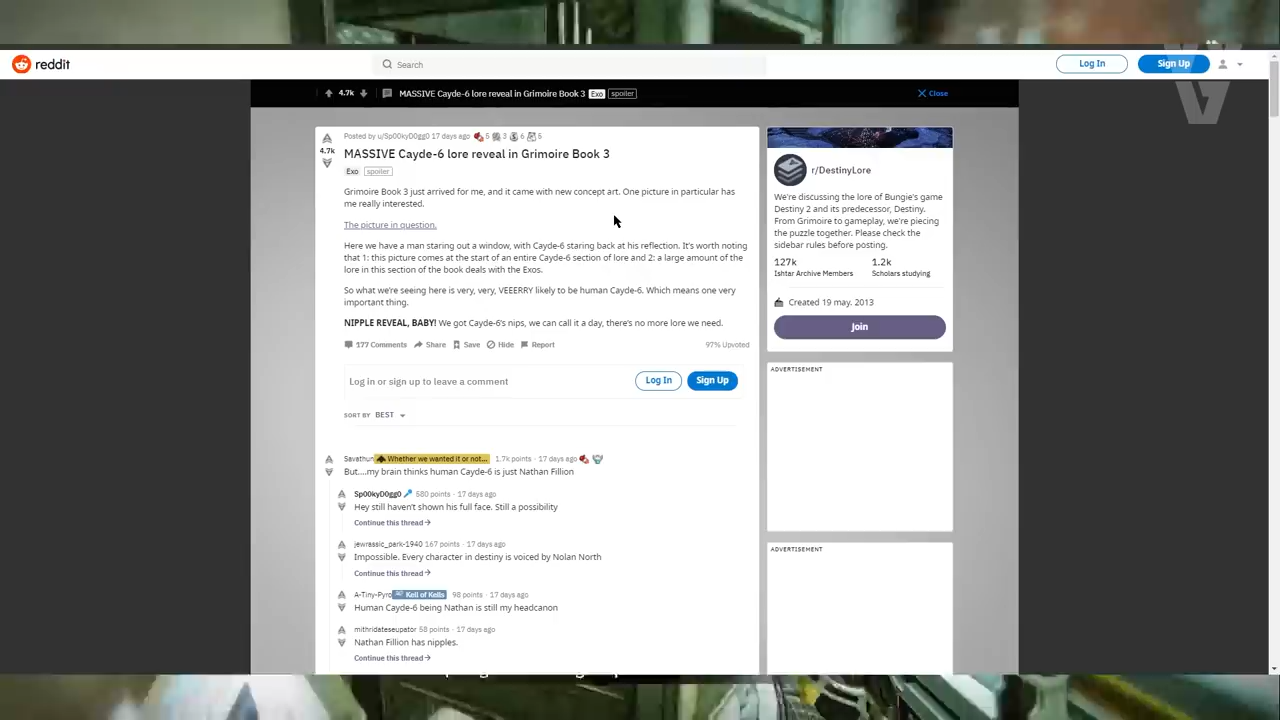 reddit
Search
Log In
Sign Up
4.7k
MASSIVE Cayde-6 lore reveal in Grimoire Book 3 Exo spoiler
Close
Posted by u/Sp00kyD0gg0 17 days ago 5 3 6 5
4.7k
MASSIVE Cayde-6 lore reveal in Grimoire Book 3
Exo spoiler
Grimoire Book 3 just arrived for me, and it came with new concept art. One picture in particular has
me really interested.
The picture in question.
Here we have a man staring out a window, with Cayde-6 staring back at his reflection. It's worth noting
that 1: this picture comes at the start of an entire Cayde-6 section of lore and 2: a large amount of the
lore in this section of the book deals with the Exos.
So what we're seeing here is very, very, VEEERRY likely to be human Cayde-6. Which means one very
important thing.
NIPPLE REVEAL, BABY! We got Cayde-6's nips, we can call it a day, there's no more lore we need.
177 Comments Share Save Hide Report 97% Upvoted
Log in or sign up to leave a comment Log In Sign Up
SORT BY BEST
Savathun Whether we wanted it or not... 1.7k points · 17 days ago
But....my brain thinks human Cayde-6 is just Nathan Fillion
Sp00kyD0gg0 580 points · 17 days ago
Hey still haven't shown his full face. Still a possibility
Continue this thread
jewrassic_park-1940 167 points · 17 days ago
Impossible. Every character in destiny is voiced by Nolan North
Continue this thread
A-Tiny-Pyro Kell of Kells 98 points · 17 days ago
Human Cayde-6 being Nathan is still my headcanon
mithridateseupator 58 points · 17 days ago
Nathan Fillion has nipples.
Continue this thread
r/DestinyLore
We're discussing the lore of Bungie's game
Destiny 2 and its predecessor, Destiny.
From Grimoire to gameplay, we're piecing
the puzzle together. Please check the
sidebar rules before posting.
127k 1.2k
Ishtar Archive Members Scholars studying
Created 19 may. 2013
Join
ADVERTISEMENT
ADVERTISEMENT